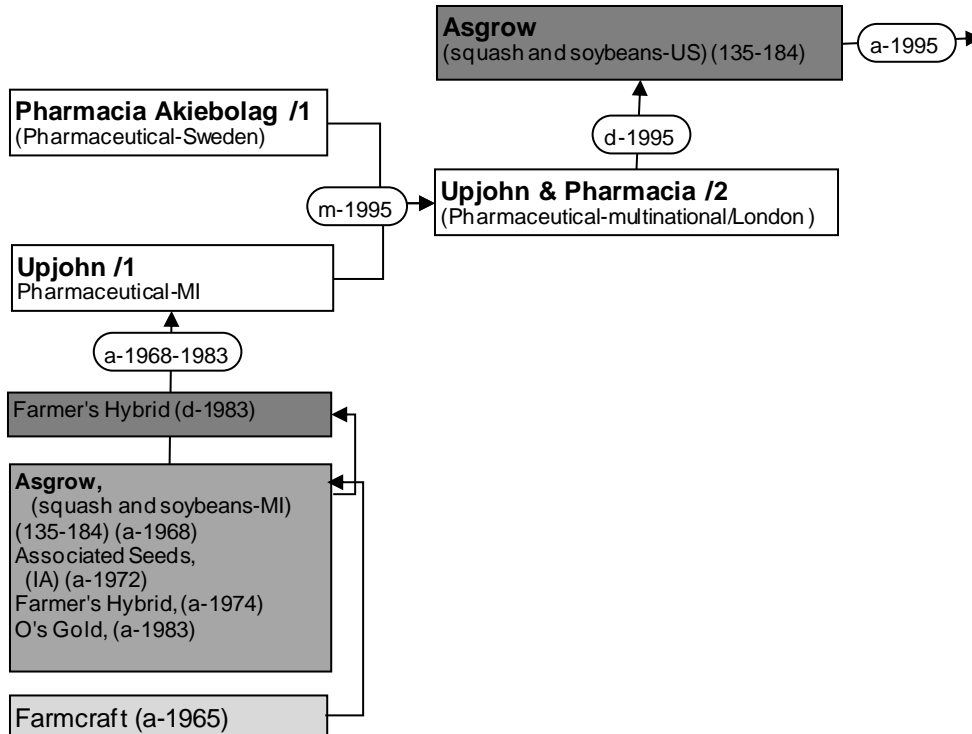 Asgrow
(squash and soybeans-US) (135-184)
a-1995
Pharmacia Akiebolag /1
(Pharmaceutical-Sweden)
d-1995
m-1995
Upjohn & Pharmacia /2
(Pharmaceutical-multinational/London )
Upjohn /1
Pharmaceutical-MI
a-1968-1983
Farmer's Hybrid (d-1983)
Asgrow,
(squash and soybeans-MI)
(135-184) (a-1968)
Associated Seeds,
(IA) (a-1972)
Farmer's Hybrid, (a-1974)
O's Gold, (a-1983)
Farmcraft (a-1965)